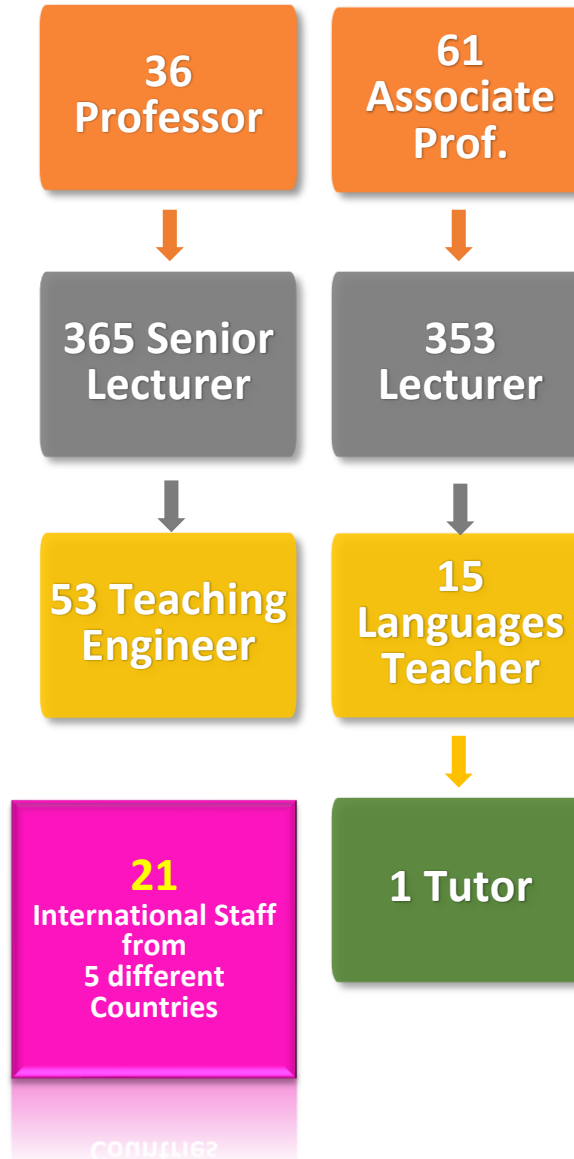 36
Professor
61
Associate
Prof.
365 Senior
Lecturer
353
Lecturer
53 Teaching
Engineer
15
Languages
Teacher
21
International Staff
from
5 different
Countries
1 Tutor